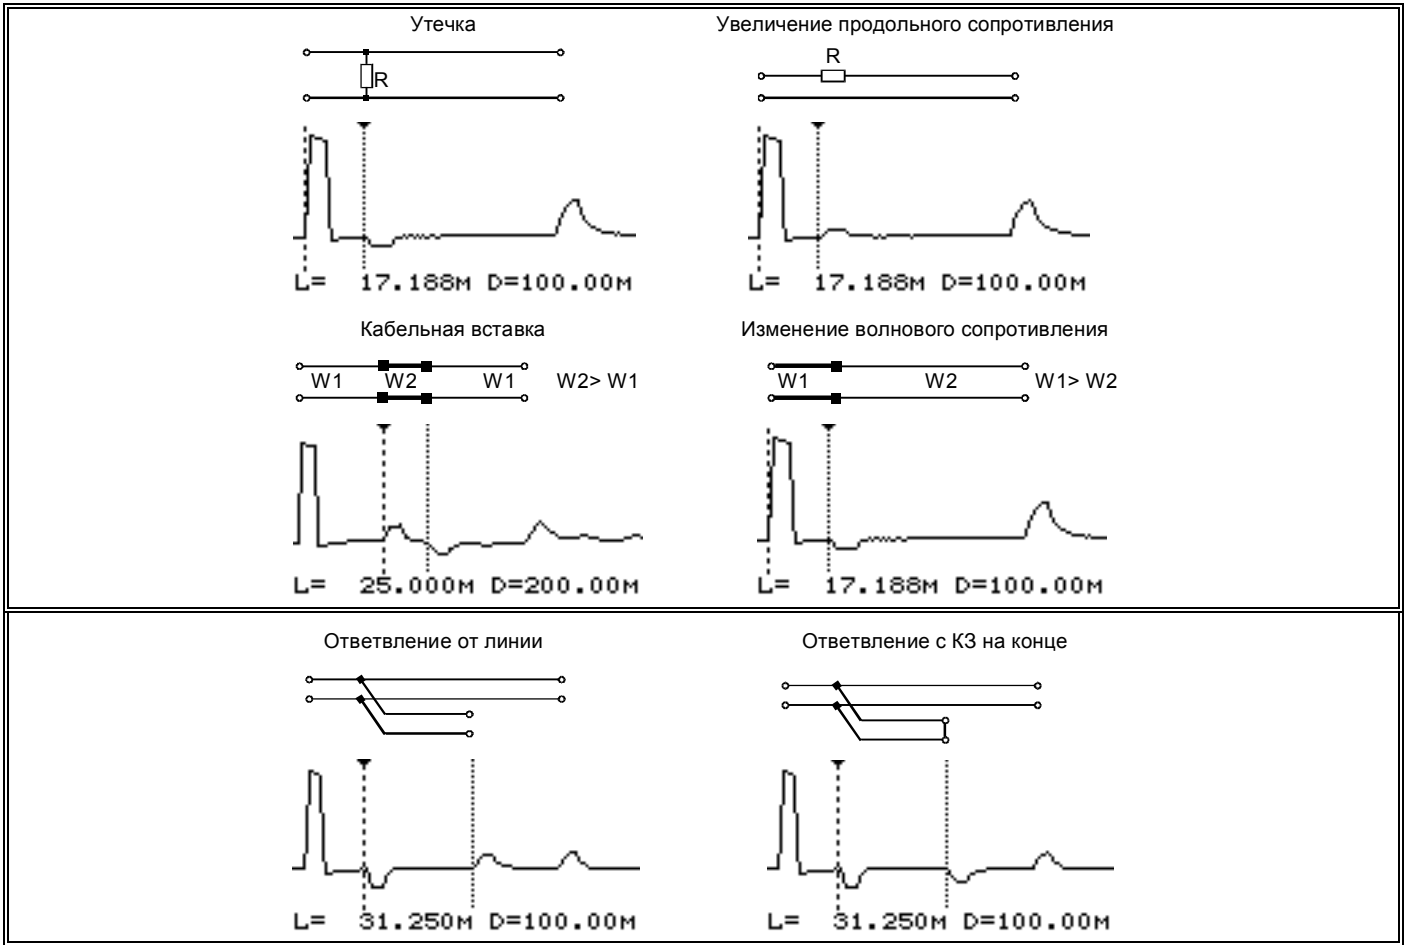 Утечка
Увеличение продольного сопротивления
R
R
L= 17.188м D=100.00м
L= 17.188м D=100.00м
Кабельная вставка
Изменение волнового сопротивления
W1 W2 W1 W2> W1
W1 W2 W1> W2
L= 25.000м D=200.00м
L= 17.188м D=100.00м
Ответвление от линии
Ответвление с КЗ на конце
L= 31.250м D=100.00м
L= 31.250м D=100.00м